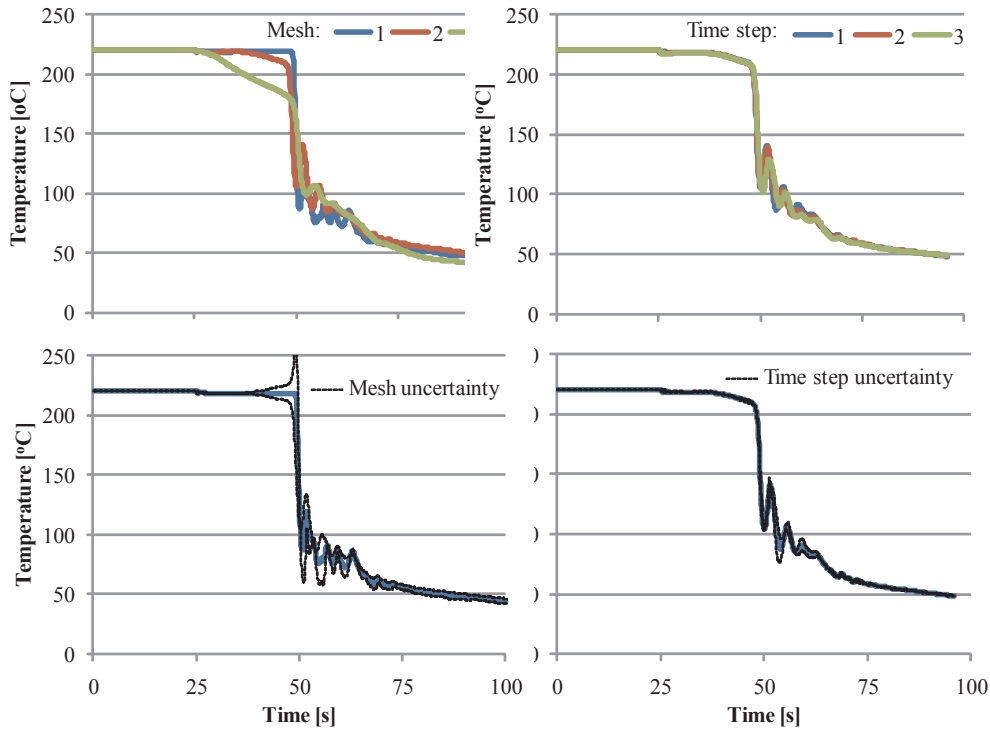 Mesh: 1 2
Temperature [oC]
250
200
150
100
50
0
Time step: 1 2 3
Temperature [ºC]
250
200
150
100
50
0
Mesh uncertainty
Temperature [ºC]
250
200
150
100
50
0
0 25 50 75 100
Time [s]
Time step uncertainty
0 25 50 75 100
Time [s]